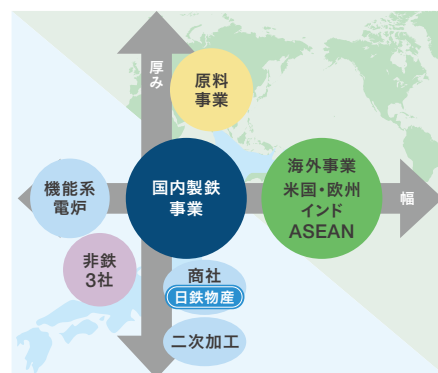 厚み
原料
事業
機能系
電炉
国内製鉄
事業
海外事業
米国・欧州
インド
ASEAN
幅
非鉄
3社
商社
日鉄物産
二次加工